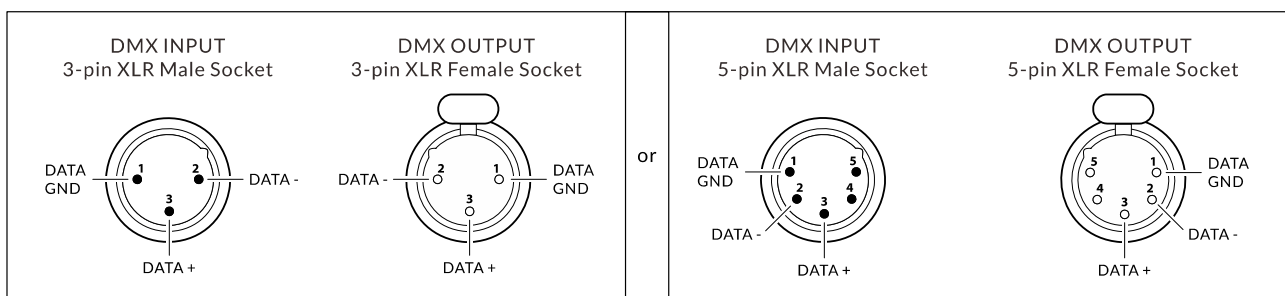 DMX INPUT
3-pin XLR Male Socket
1
2
3
DATA
GND
DATA -
DATA +
DMX OUTPUT
3-pin XLR Female Socket
2
1
3
DATA -
DATA
GND
DATA +
or
DMX INPUT
5-pin XLR Male Socket
1
5
2
4
3
DATA
GND
DATA -
DATA +
DMX OUTPUT
5-pin XLR Female Socket
5
1
4
2
3
DATA
GND
DATA -
DATA +